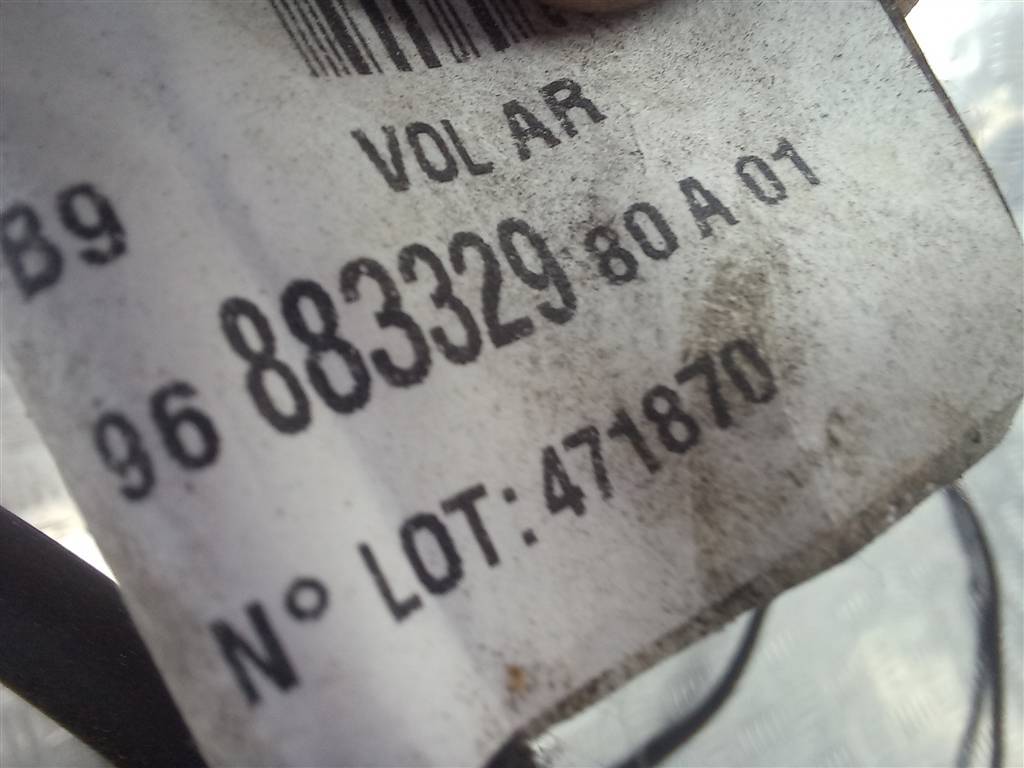 VOL AR
B9
96 883329 80 A 01
N° LOT: 471870